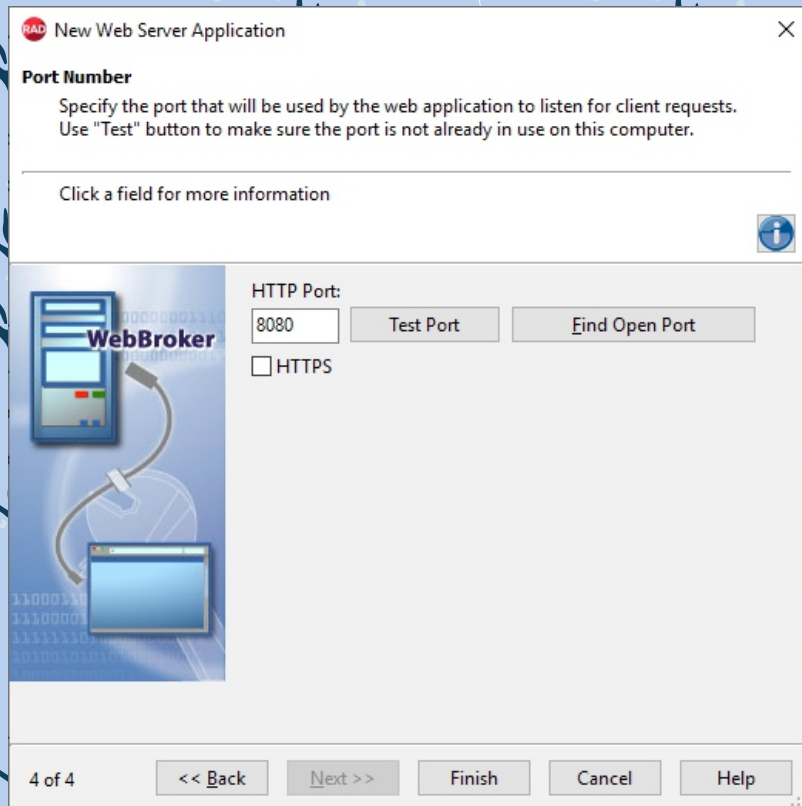 RAD New Web Server Application
Port Number
Specify the port that will be used by the web application to listen for client requests.
Use "Test" button to make sure the port is not already in use on this computer.
Click a field for more information
WebBroker
HTTP Port:
8080 Test Port Find Open Port
HTTPS
4 of 4 << Back Next >> Finish Cancel Help